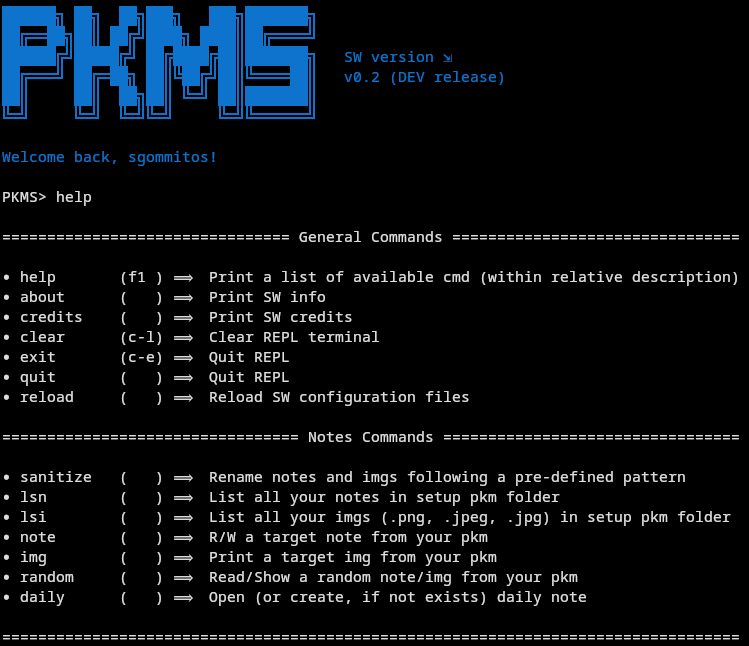 PKMS
SW version ⇲
v0.2 (DEV release)
Welcome back, sgommitos!
PKMS> help
================================ General Commands ================================
• help       (f1 ) ⟹  Print a list of available cmd (within relative description)
• about      (   ) ⟹  Print SW info
• credits    (   ) ⟹  Print SW credits
• clear      (c-l) ⟹  Clear REPL terminal
• exit       (c-e) ⟹  Quit REPL
• quit       (   ) ⟹  Quit REPL
• reload     (   ) ⟹  Reload SW configuration files
================================= Notes Commands =================================
• sanitize   (   ) ⟹  Rename notes and imgs following a pre-defined pattern
• lsn        (   ) ⟹  List all your notes in setup pkm folder
• lsi        (   ) ⟹  List all your imgs (.png, .jpeg, .jpg) in setup pkm folder
• note       (   ) ⟹  R/W a target note from your pkm
• img        (   ) ⟹  Print a target img from your pkm
• random     (   ) ⟹  Read/Show a random note/img from your pkm
• daily      (   ) ⟹  Open (or create, if not exists) daily note
==================================================================================